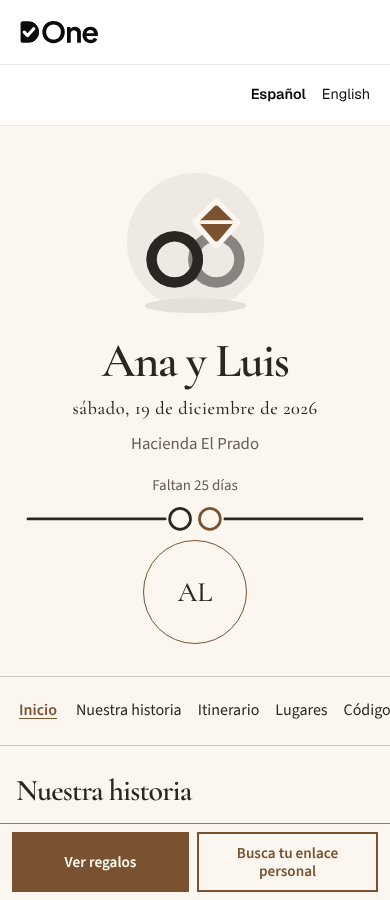 One
Español English
Ana y Luis
sábado, 19 de diciembre de 2026
Hacienda El Prado
Faltan 25 días
AL
Inicio Nuestra historia Itinerario Lugares Código
Nuestra historia
Ver regalos
Busca tu enlace
personal